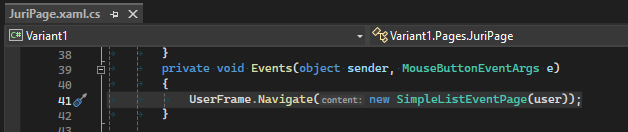 JuriPage.xaml.cs
C# Variant1 Variant1.Pages.JuriPage
38 }
39 private void Events(object sender, MouseButtonEventArgs e)
40 {
41 UserFrame.Navigate(content: new SimpleListEventPage(user));
42 }
43